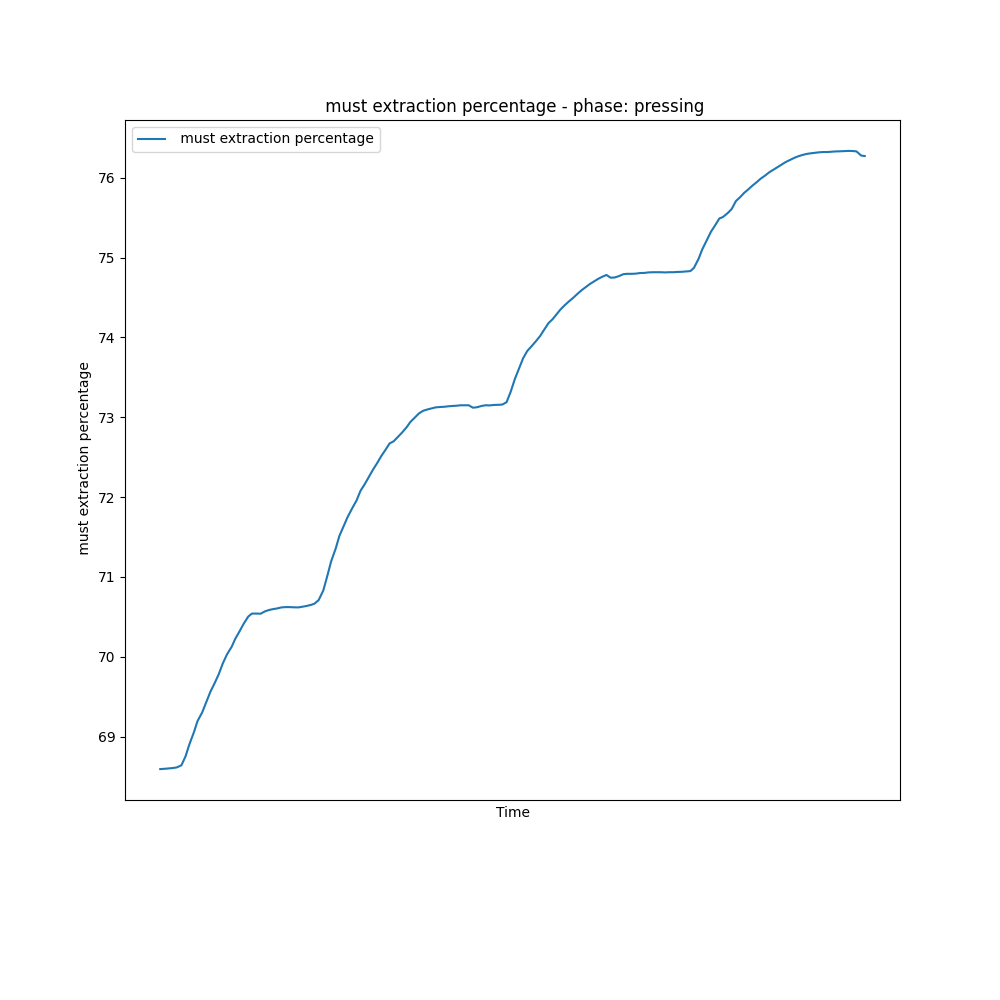 must extraction percentage - phase: pressing
must extraction percentage
76
75
74
73
72
71
70
69
must extraction percentage
Time